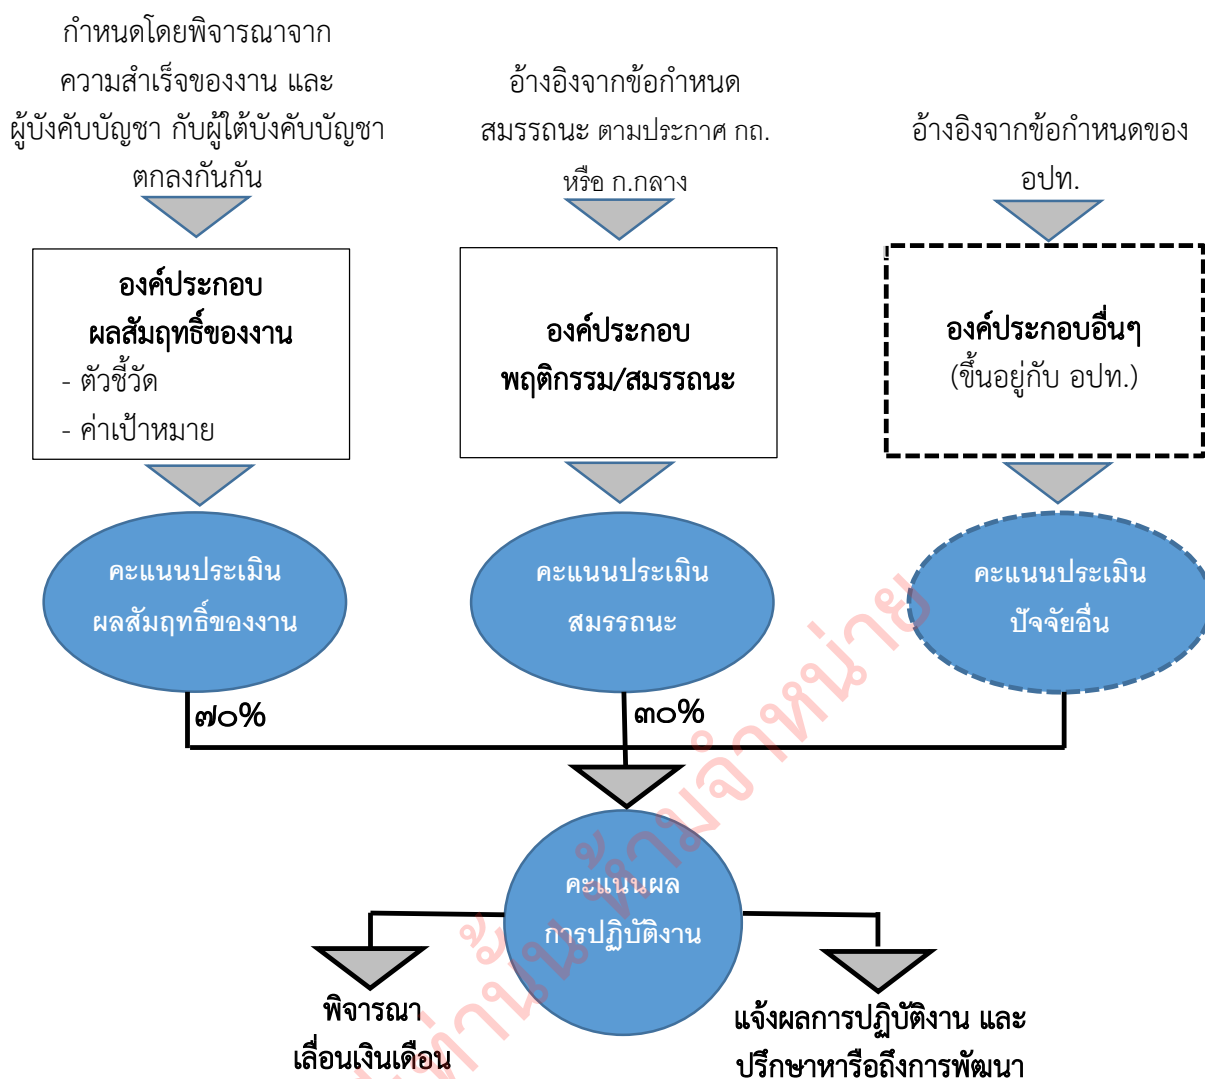 กำหนดโดยพิจารณาจาก
ความสำเร็จของงาน และ
ผู้บังคับบัญชา กับผู้ใต้บังคับบัญชา
ตกลงกันกัน
อ้างอิงจากข้อกำหนด
สมรรถนะ ตามประกาศ กถ.
หรือ ก.กลาง
อ้างอิงจากข้อกำหนดของ
อปท.
องค์ประกอบ
ผลสัมฤทธิ์ของงาน
- ตัวชี้วัด
- ค่าเป้าหมาย
องค์ประกอบ
พฤติกรรม/สมรรถนะ
องค์ประกอบอื่นๆ
(ขึ้นอยู่กับ อปท.)
คะแนนประเมิน
ผลสัมฤทธิ์ของงาน
คะแนนประเมิน
สมรรถนะ
คะแนนประเมิน
ปัจจัยอื่น
๗๐%
๓๐%
คะแนนผล
การปฏิบัติงาน
พิจารณา
เลื่อนเงินเดือน
แจ้งผลการปฏิบัติงาน และ
ปรึกษาหารือถึงการพัฒนา
ท่านั้น ห้ามจำหน่าย